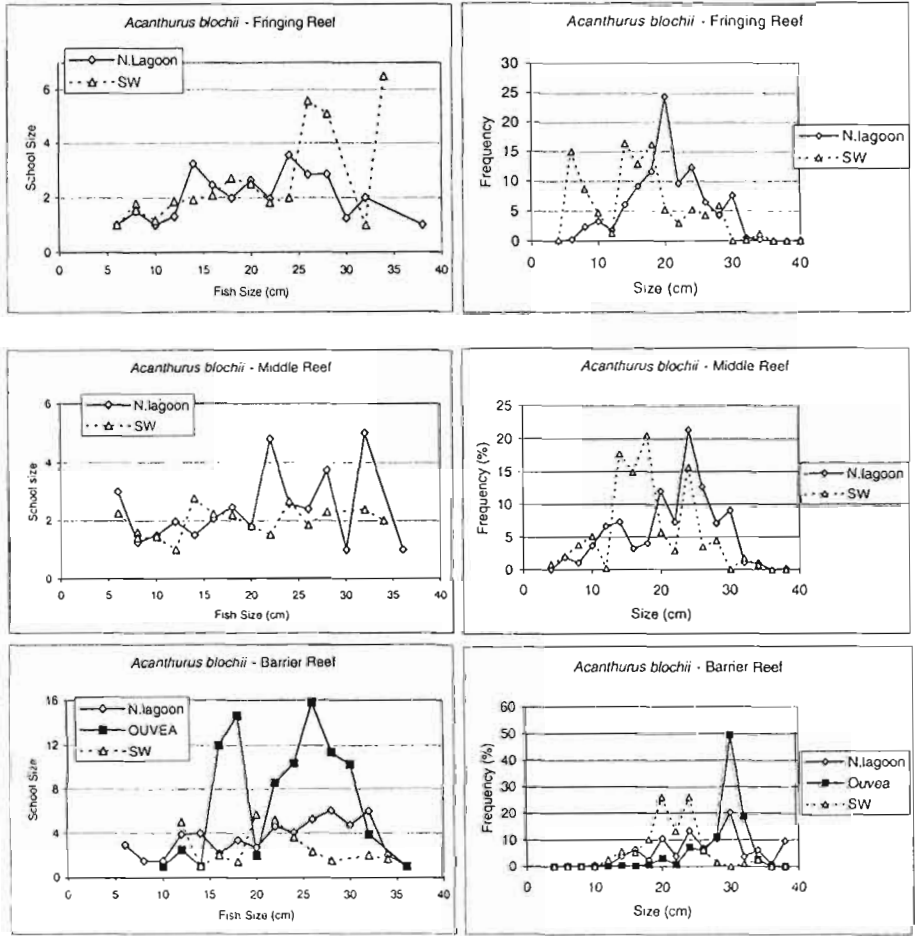 Acanthurus blochii - Fringing Reef
N.Lagoon
SW
School Size
6
4
2
0
0 5 10 15 20 25 30 35 40
Fish Size (cm)
Acanthurus blochii - Fringing Reef
Frequency
30
25
20
15
10
5
0
0 10 20 30 40
Size (cm)
N.lagoon
SW
Acanthurus blochii - Middle Reef
N.lagoon
SW
School size
6
4
2
0
0 5 10 15 20 25 30 35 40
Fish Size (cm)
Acanthurus blochii - Middle Reef
Frequency (%)
25
20
15
10
5
0
0 10 20 30 40
Size (cm)
N.lagoon
SW
Acanthurus blochii - Barrier Reef
N.lagoon
OUVEA
SW
School Size
16
12
8
4
0
0 5 10 15 20 25 30 35 40
Fish Size (cm)
Acanthurus blochii - Barrier Reef
Frequency (%)
60
50
40
30
20
10
0
0 10 20 30 40
Size (cm)
N.lagoon
Ouvea
SW